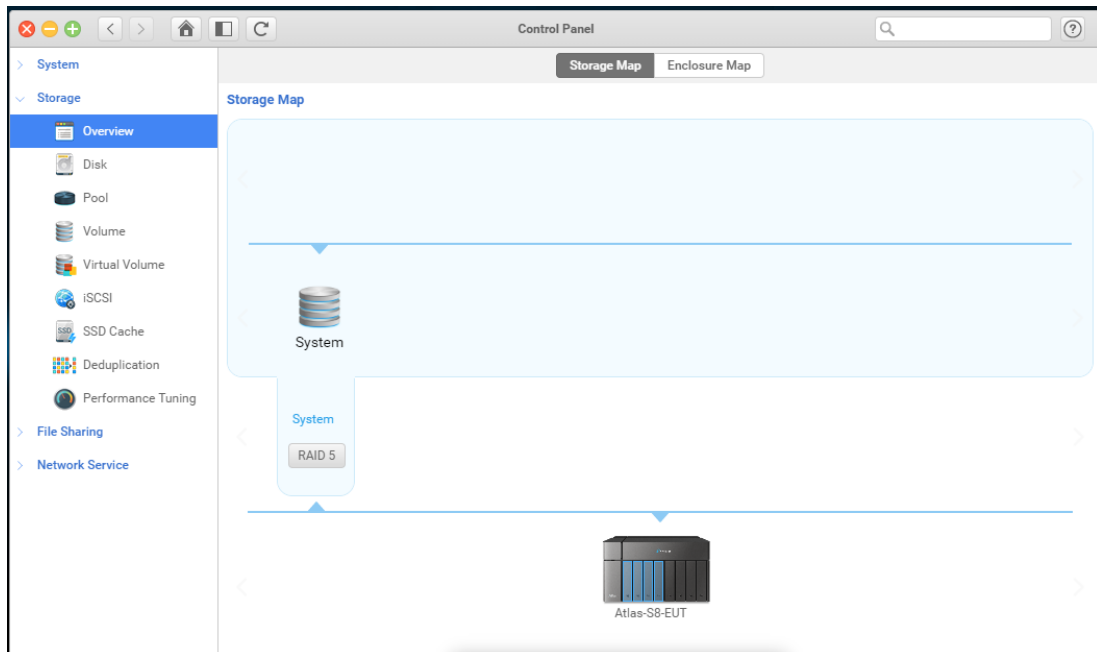 Control Panel
?
System
Storage
Overview
Disk
Pool
Volume
Virtual Volume
iSCSI
SSD Cache
Deduplication
Performance Tuning
File Sharing
Network Service
Storage Map Enclosure Map
Storage Map
System
System
RAID 5
Atlas-S8-EUT